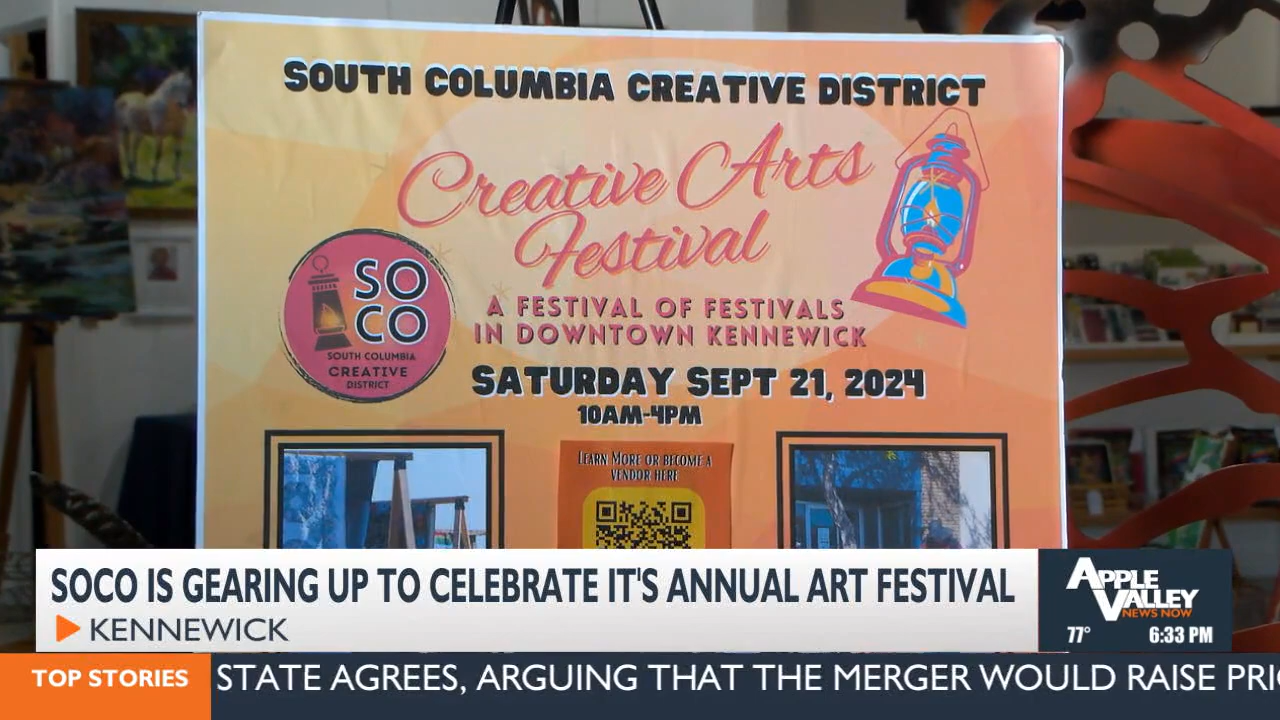 SOUTH COLUMBIA CREATIVE DISTRICT
Creative Arts
Festival
SO
CO
SOUTH COLUMBIA
CREATIVE
DISTRICT
A FESTIVAL OF FESTIVALS
IN DOWNTOWN KENNEWICK
SATURDAY SEPT 21, 2024
10AM-4PM
LEARN MORE OR BECOME A
VENDOR HERE
SOCO IS GEARING UP TO CELEBRATE IT'S ANNUAL ART FESTIVAL
KENNEWICK
APPLE
VALLEY
NEWS NOW
77° 6:33 PM
TOP STORIES STATE AGREES, ARGUING THAT THE MERGER WOULD RAISE